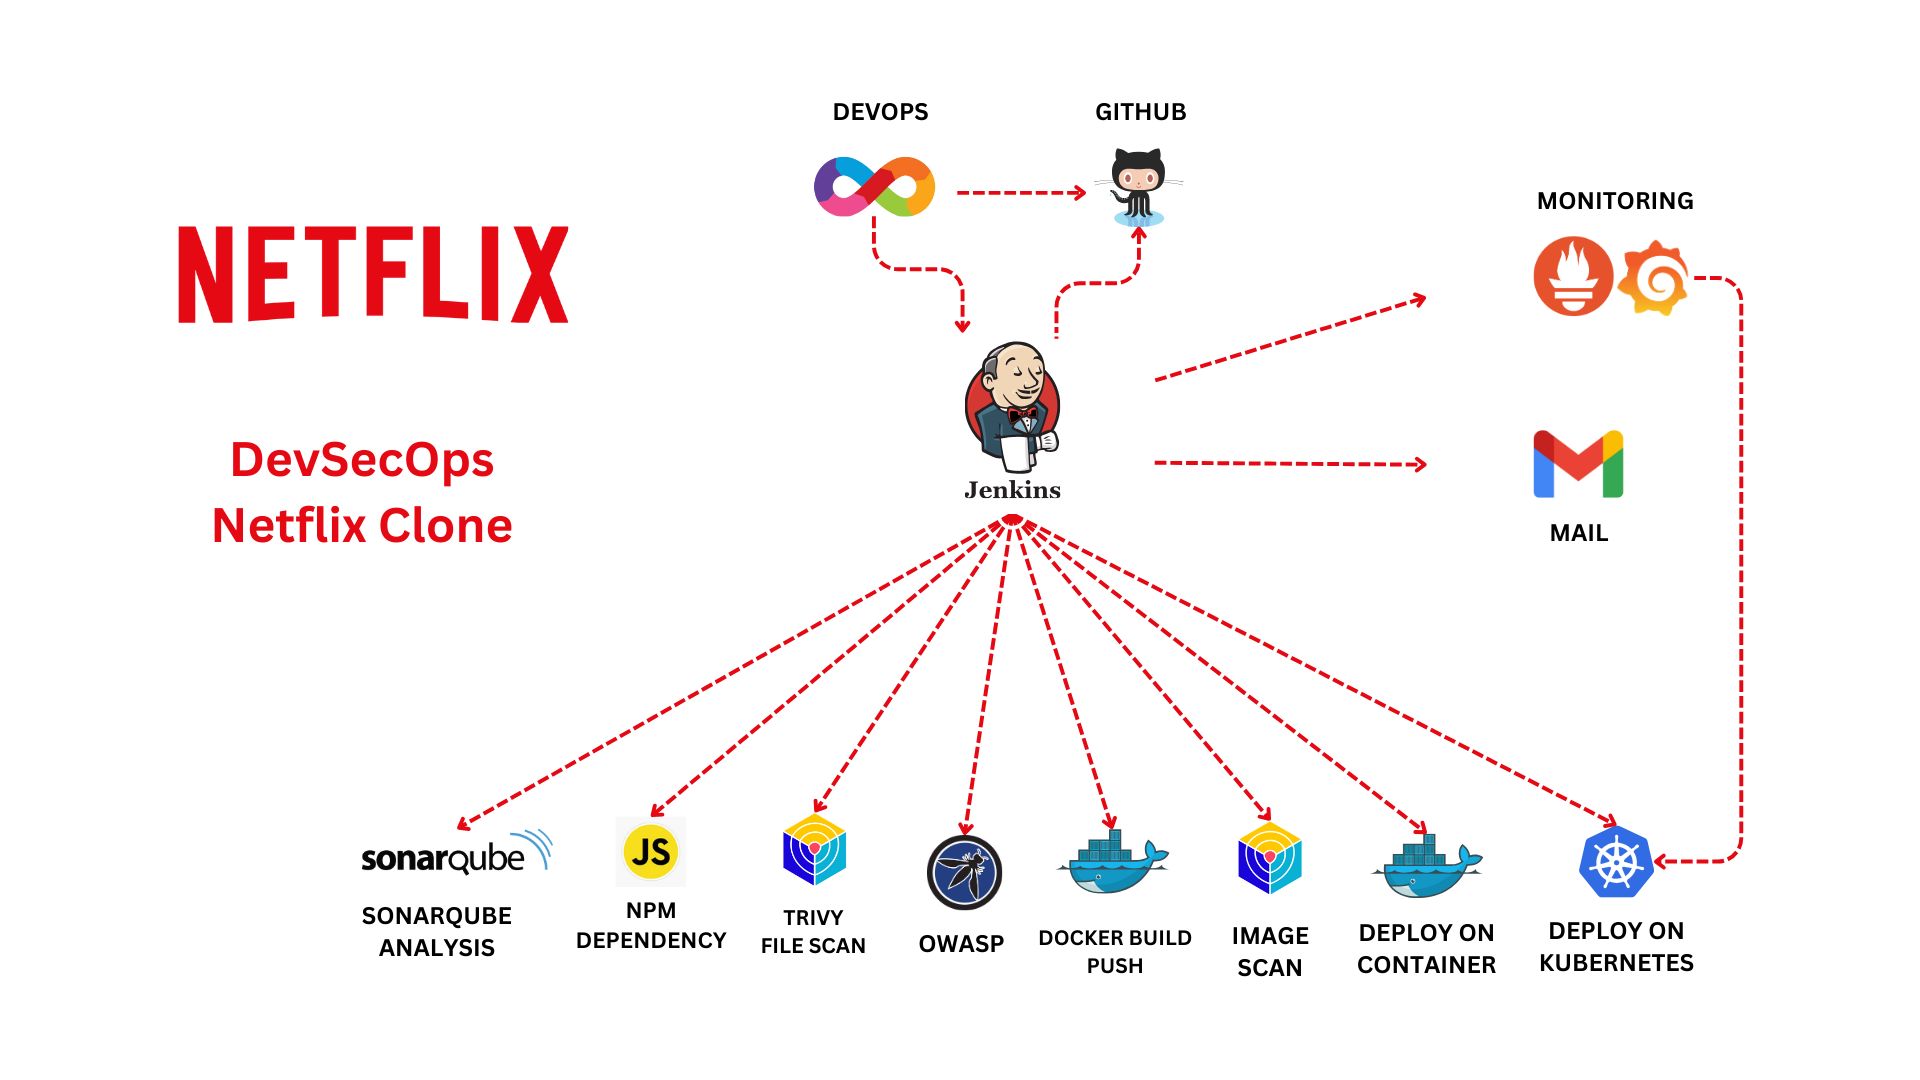 DEVOPS
GITHUB
MONITORING
NETFLIX
DevSecOps
Netflix Clone
Jenkins
MAIL
sonarqube
SONARQUBE
ANALYSIS
JS
NPM
DEPENDENCY
TRIVY
FILE SCAN
OWASP
DOCKER BUILD
PUSH
IMAGE
SCAN
DEPLOY ON
CONTAINER
DEPLOY ON
KUBERNETES